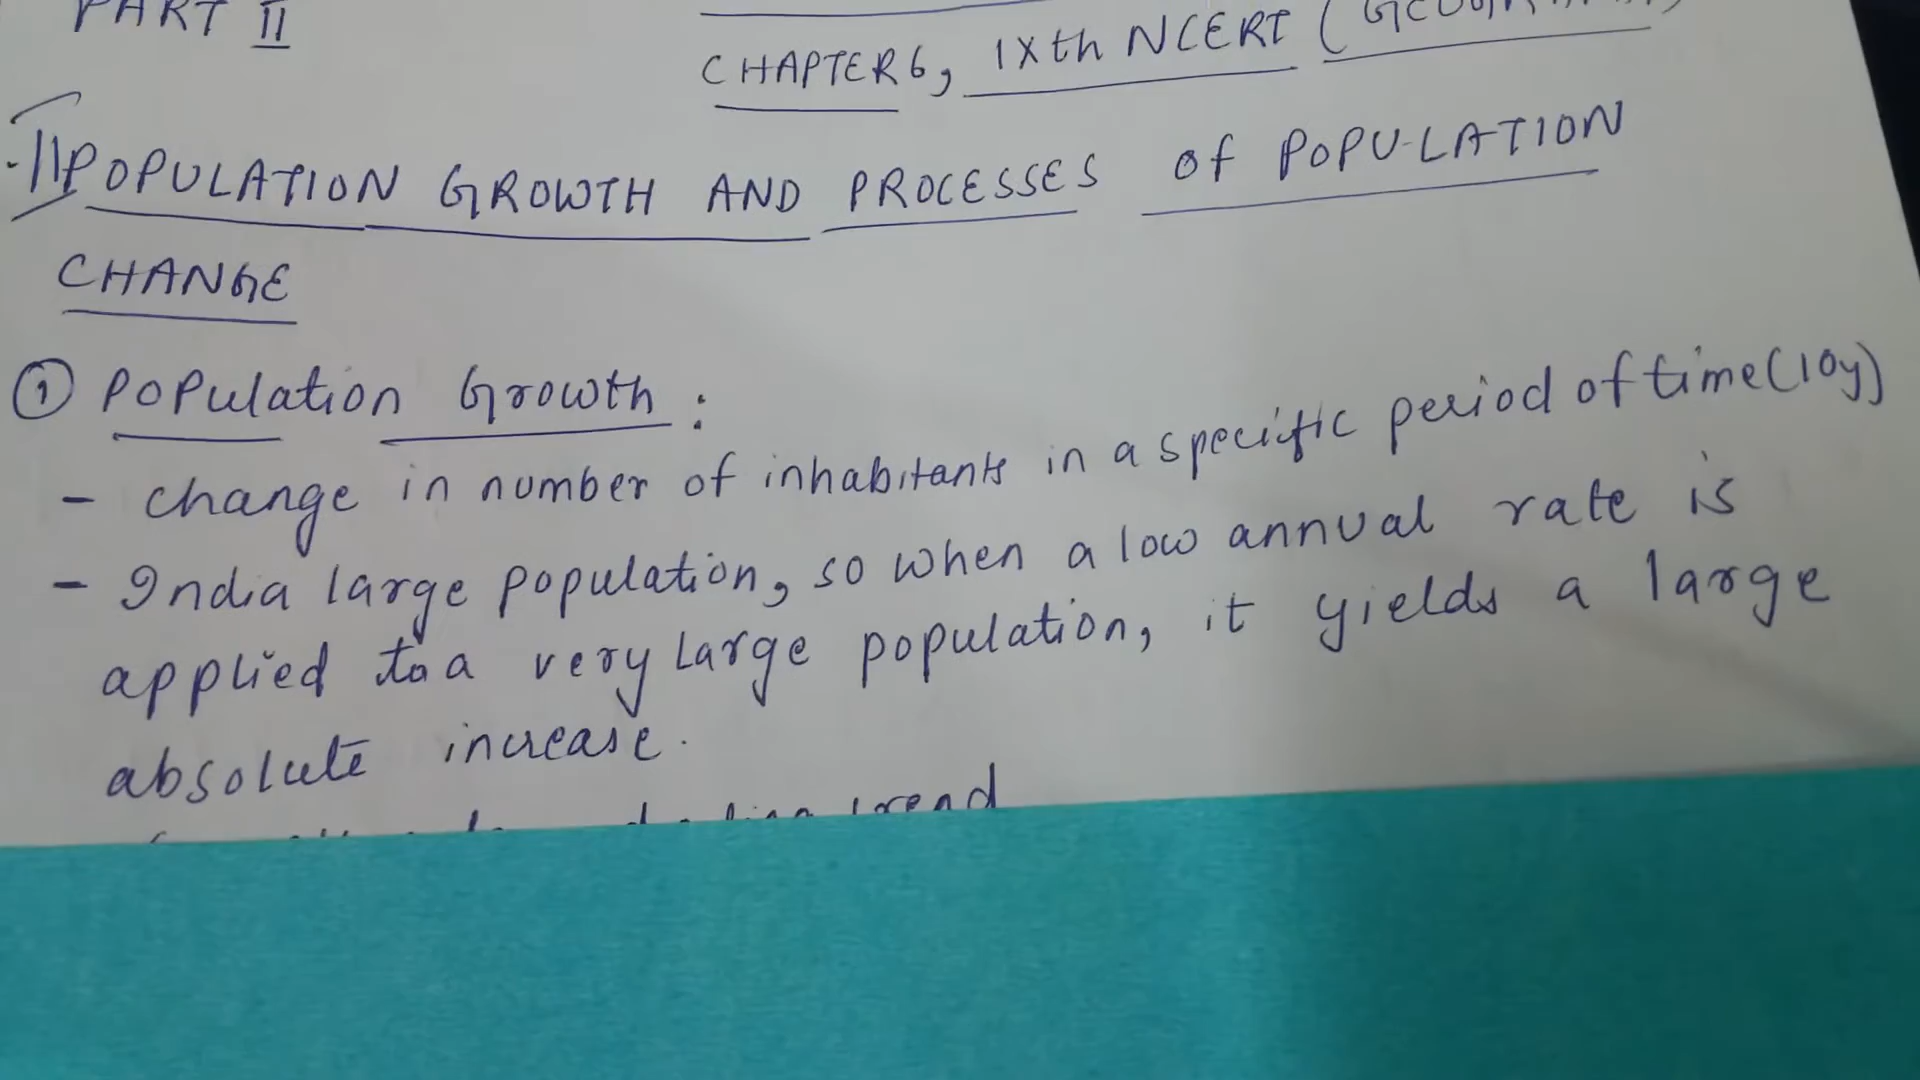 PART II
CHAPTER 6, IXth NCERT (
II POPULATION GROWTH AND PROCESSES of POPULATION
CHANGE
① Population Growth :
- change in number of inhabitants in a specific period of time (10y)
- India large population, so when a low annual rate is
applied to a very large population, it yields a large
absolute increase.
trend